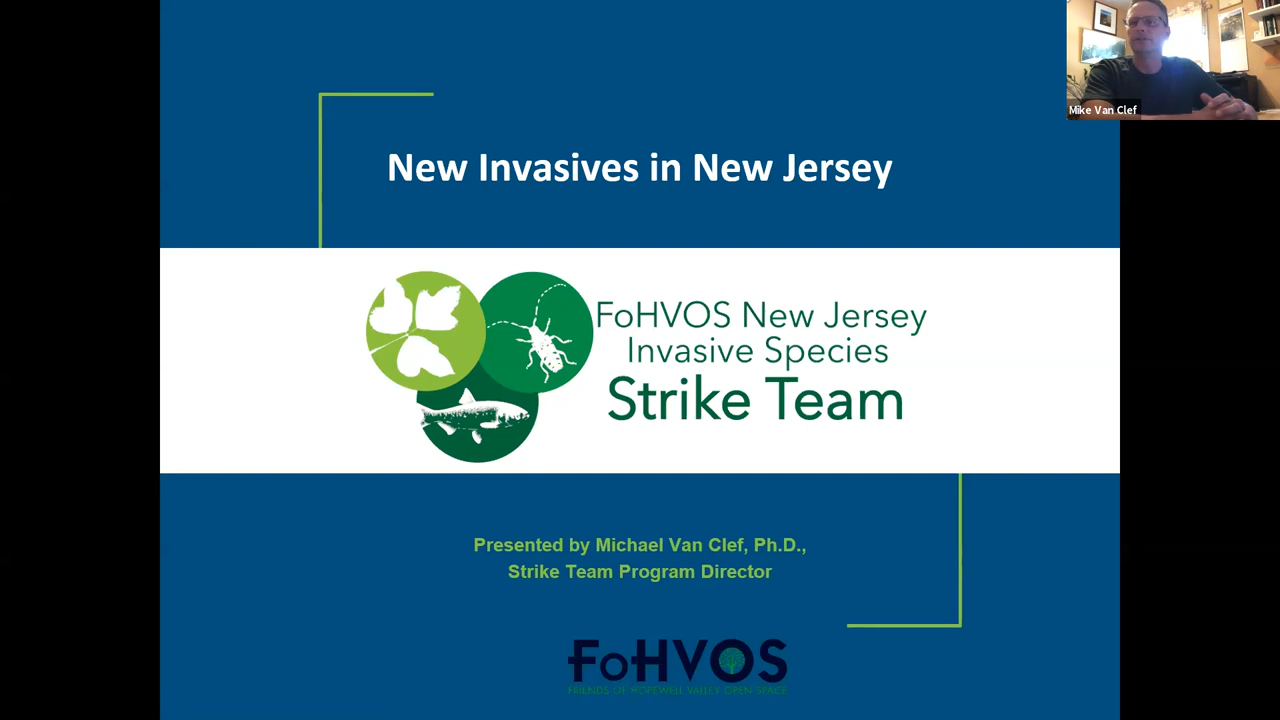 Mike Van Clef
New Invasives in New Jersey
FoHVOS New Jersey
Invasive Species
Strike Team
Presented by Michael Van Clef, Ph.D.,
Strike Team Program Director
FoHVOS
FRIENDS OF HOPEWELL VALLEY OPEN SPACE